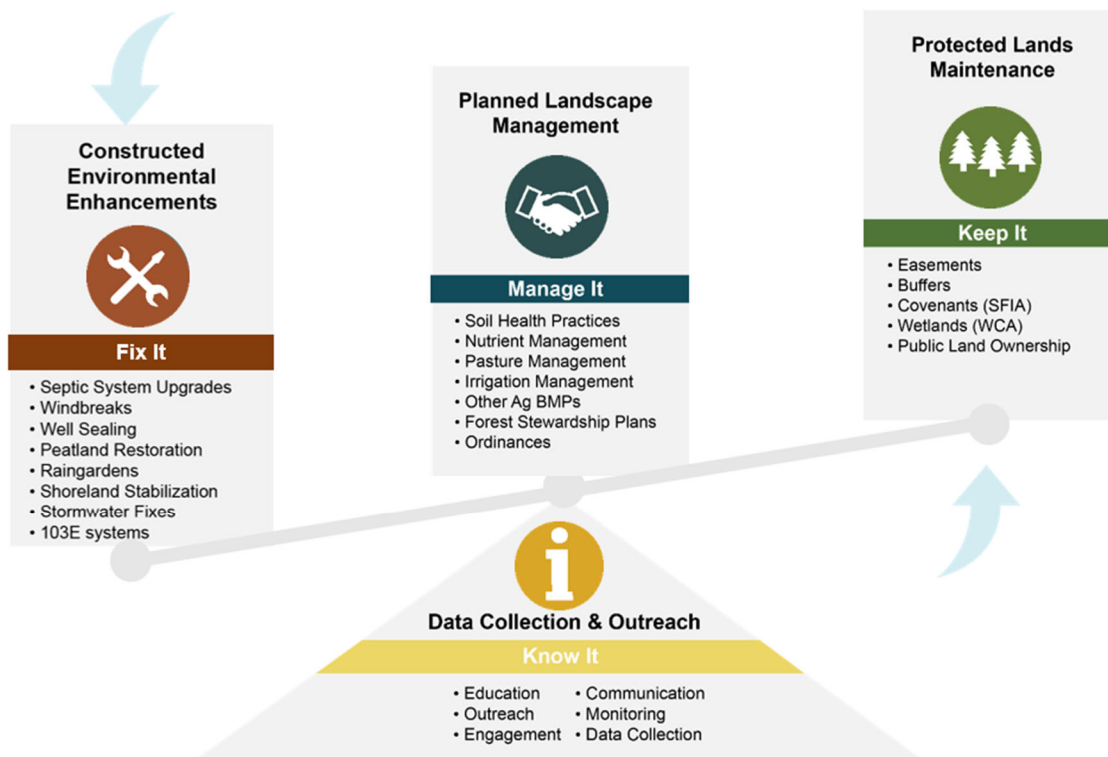 Constructed
Environmental
Enhancements
Fix It
• Septic System Upgrades
• Windbreaks
• Well Sealing
• Peatland Restoration
• Raingardens
• Shoreland Stabilization
• Stormwater Fixes
• 103E systems
Planned Landscape
Management
Manage It
• Soil Health Practices
• Nutrient Management
• Pasture Management
• Irrigation Management
• Other Ag BMPs
• Forest Stewardship Plans
• Ordinances
Protected Lands
Maintenance
Keep It
• Easements
• Buffers
• Covenants (SFIA)
• Wetlands (WCA)
• Public Land Ownership
Data Collection & Outreach
Know It
• Education
• Outreach
• Engagement
• Communication
• Monitoring
• Data Collection